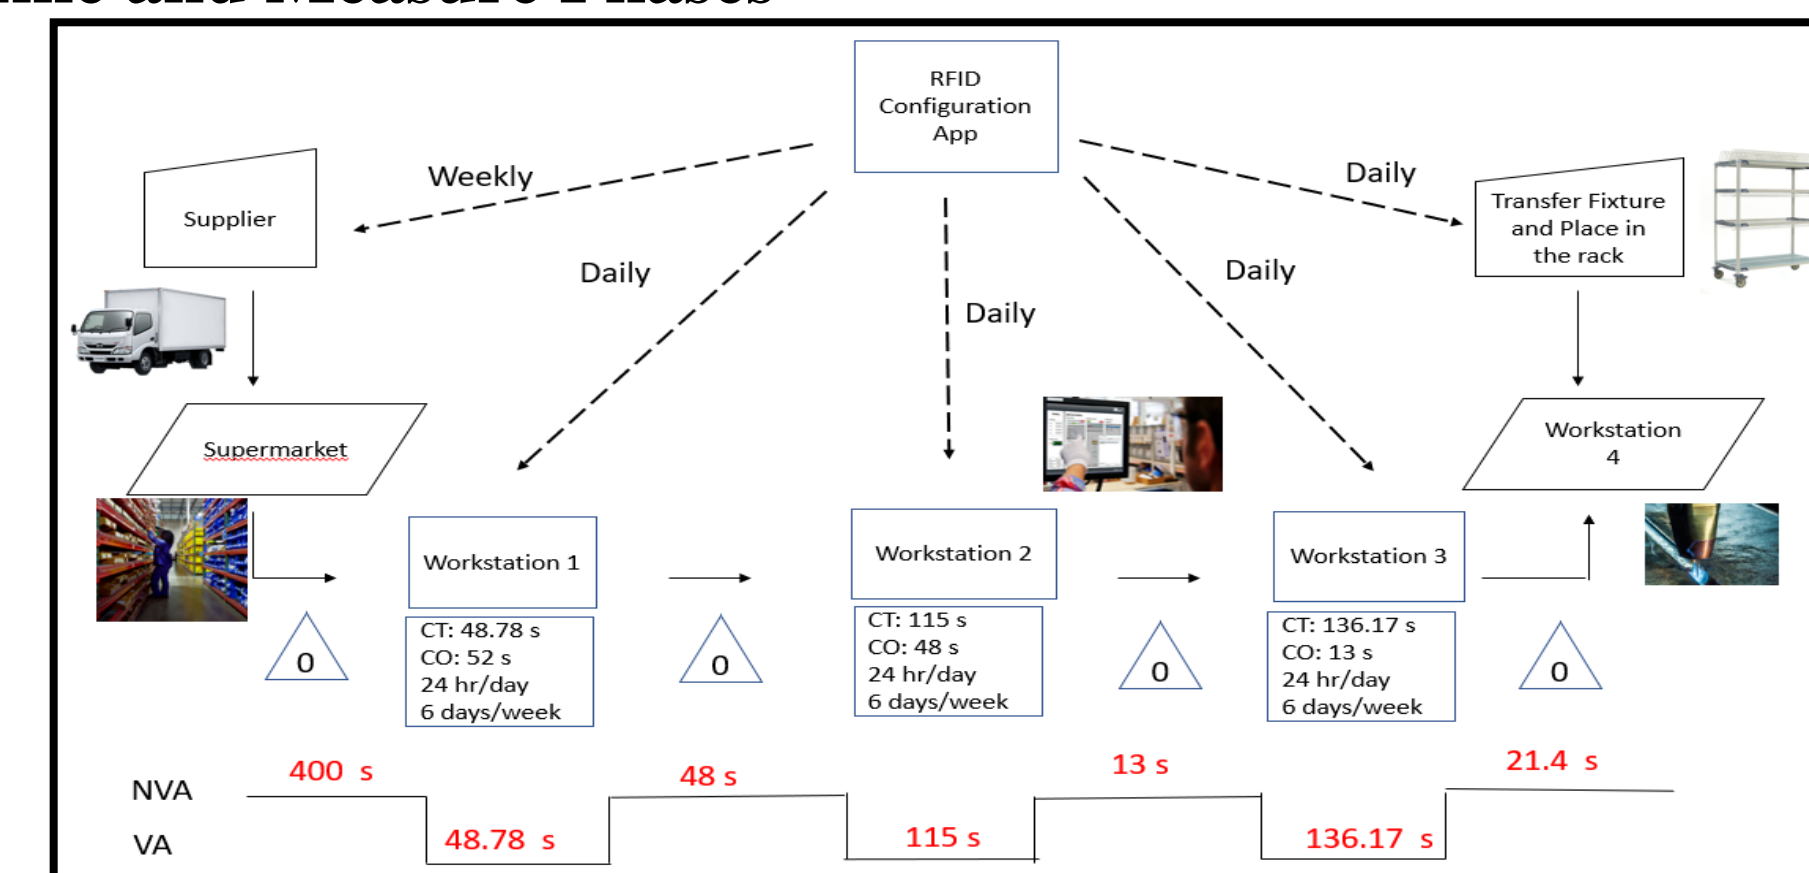 RFID
Configuration
App
Weekly
Daily
Supplier
Transfer Fixture
and Place in
the rack
Daily
Daily
Daily
Supermarket
Workstation
4
Workstation 1
Workstation 2
Workstation 3
0
CT: 48.78 s
CO: 52 s
24 hr/day
6 days/week
0
CT: 115 s
CO: 48 s
24 hr/day
6 days/week
0
CT: 136.17 s
CO: 13 s
24 hr/day
6 days/week
0
NVA
400 s
48 s
13 s
21.4 s
VA
48.78 s
115 s
136.17 s